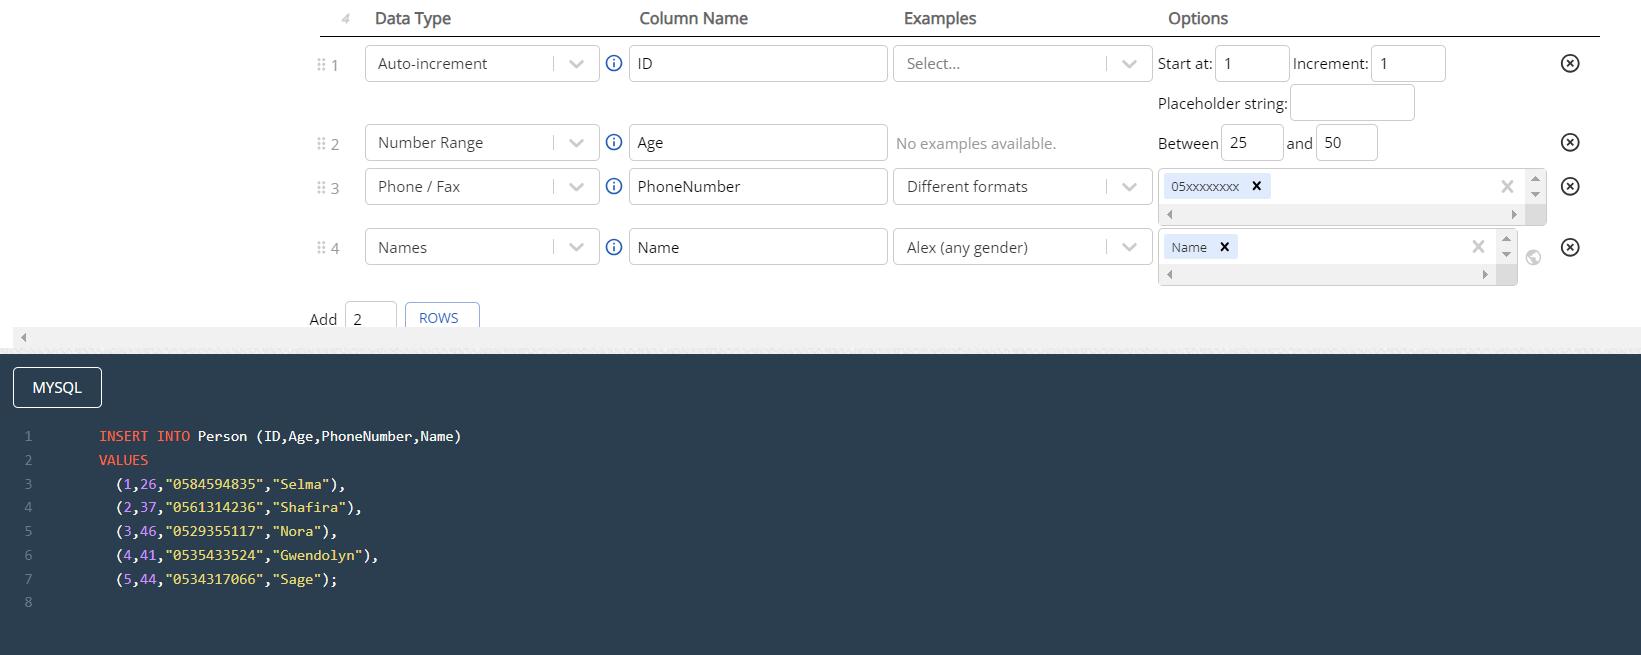 4 Data Type Column Name Examples Options
1 Auto-increment ID Select... Start at: 1 Increment: 1
Placeholder string:
2 Number Range Age No examples available. Between 25 and 50
3 Phone / Fax PhoneNumber Different formats 05xxxxxxxx
4 Names Name Alex (any gender) Name
Add 2 ROWS
MYSQL
1 INSERT INTO Person (ID,Age,PhoneNumber,Name)
2 VALUES
3 (1,26,"0584594835","Selma"),
4 (2,37,"0561314236","Shafira"),
5 (3,46,"0529355117","Nora"),
6 (4,41,"0535433524","Gwendolyn"),
7 (5,44,"0534317066","Sage");
8